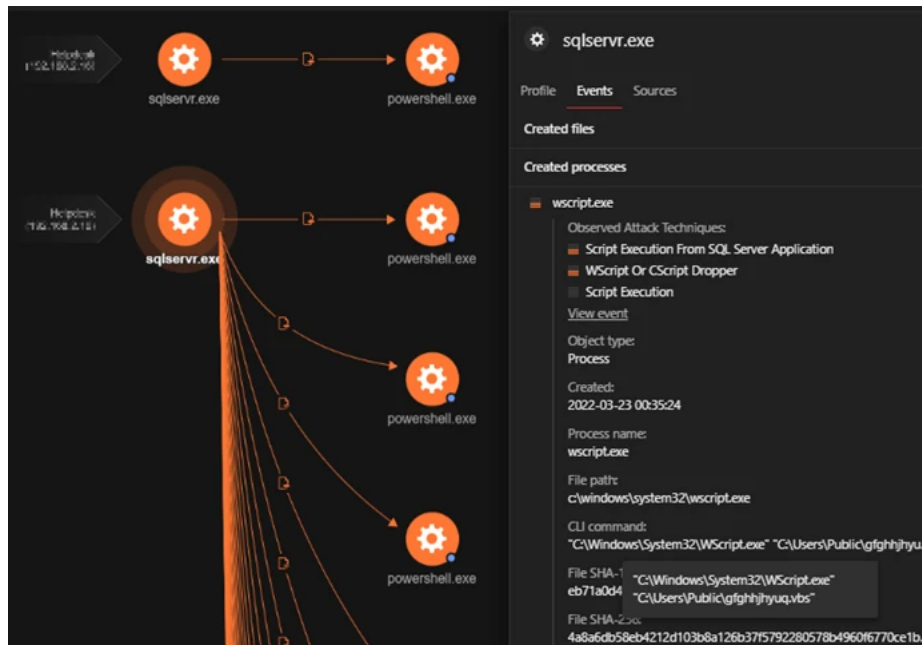 Helpdesk
sqlservr.exe
powershell.exe
Helpdesk
sqlservr.exe
powershell.exe
powershell.exe
powershell.exe
sqlservr.exe
Profile Events Sources
Created files
Created processes
wscript.exe
Observed Attack Techniques:
Script Execution From SQL Server Application
WScript Or CScript Dropper
Script Execution
View event
Object type:
Process
Created:
2022-03-23 00:35:24
Process name:
wscript.exe
File path:
c:\windows\system32\wscript.exe
CLI command:
"C:\Windows\System32\WScript.exe" "C:\Users\Public\gfghhjhyu.
File SHA-1
eb71a0d4
"C:\Windows\System32\WScript.exe"
"C:\Users\Public\gfghhjhyuq.vbs"
File SHA-256:
4a8a6db58eb4212d103b8a126b37f5792280578b4960f6770ce1b.